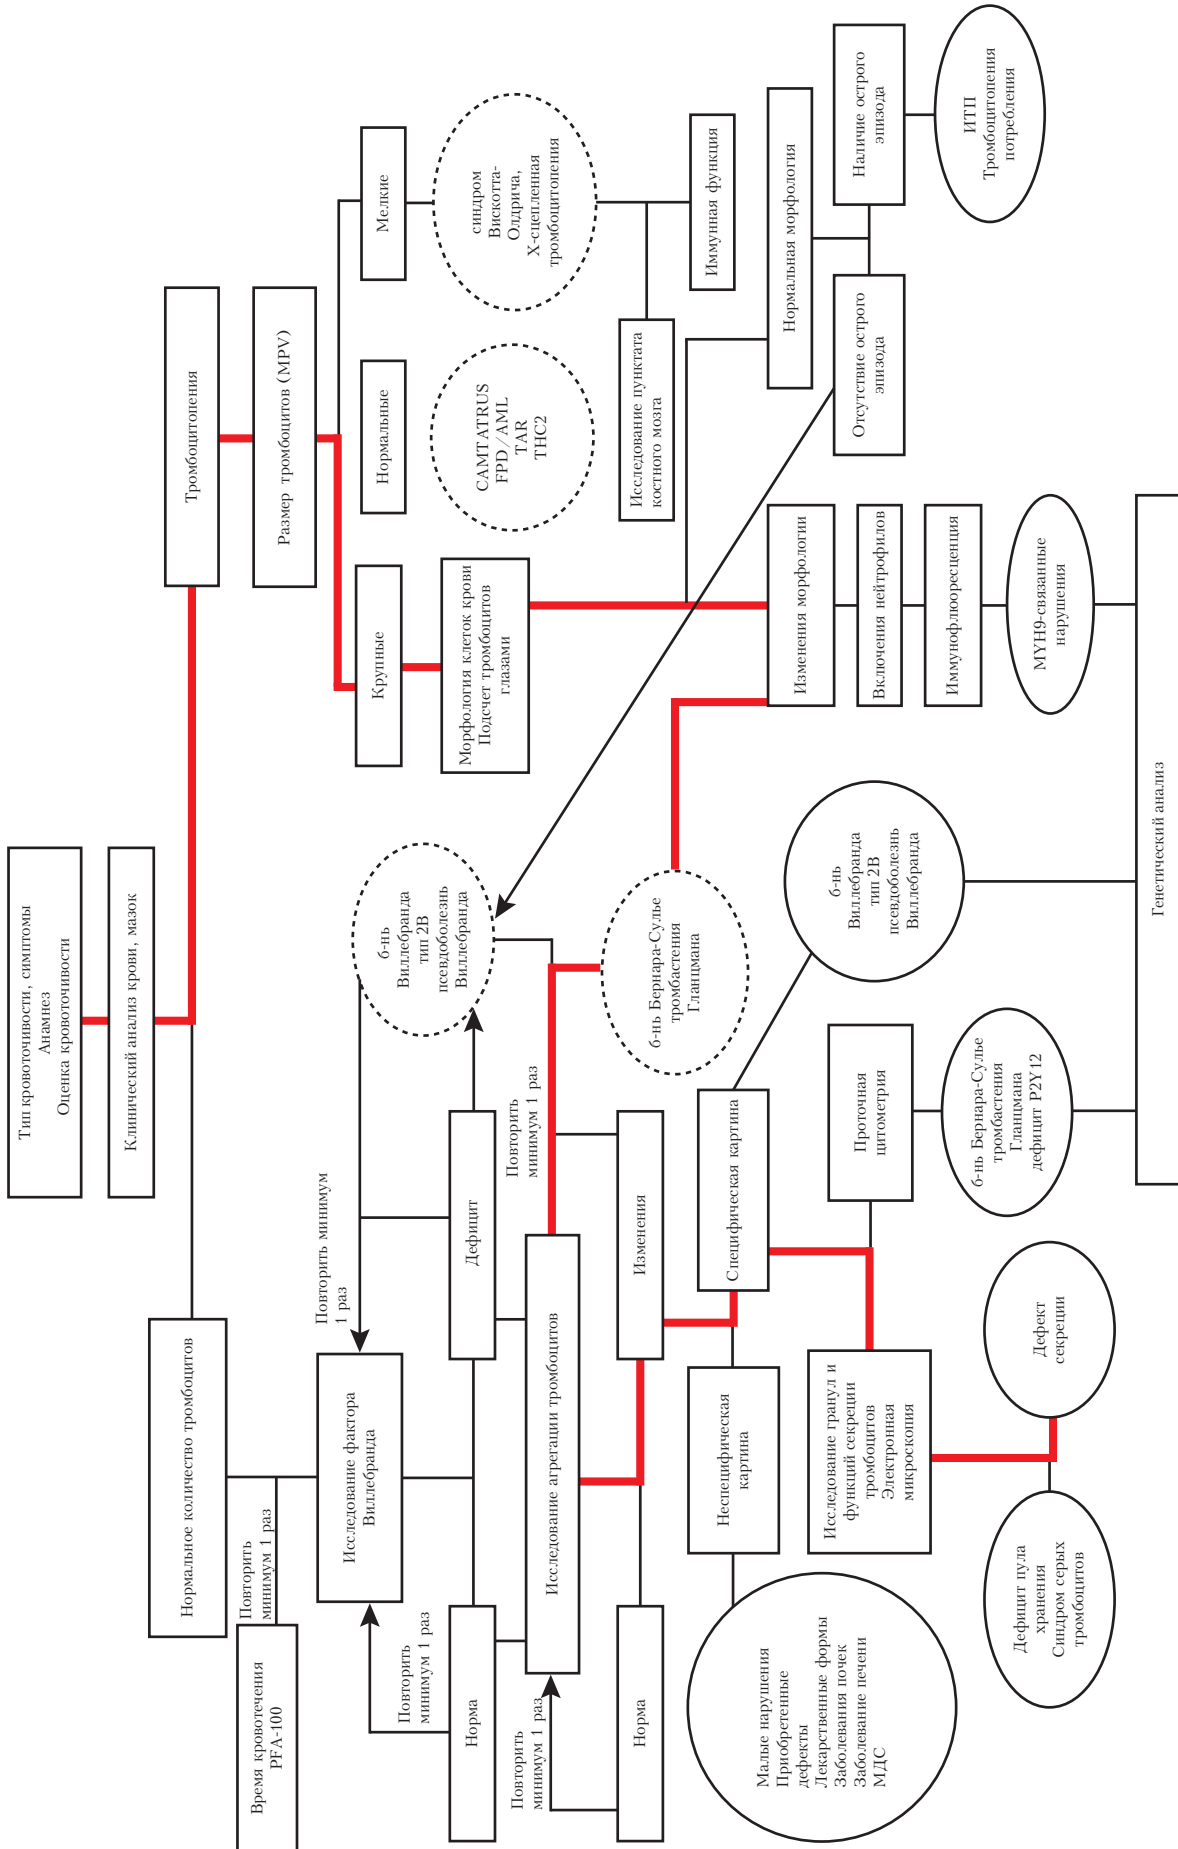 Тип кровоточивости, симптомы
Анамнез
Оценка кровоточивости
Клинический анализ крови, мазок
Нормальное количество тромбоцитов
Тромбоцитопения
Повторить
минимум 1 раз
Время кровотечения
PFA-100
Размер тромбоцитов (MPV)
Исследование фактора
Виллебранда
Повторить минимум
1 раз
б-нь
Виллебранда
тип 2B
псевдоболезнь
Виллебранда
Крупные
Нормальные
Мелкие
Повторить
минимум 1 раз
Норма
Дефицит
Морфология клеток крови
Подсчет тромбоцитов
глазами
CAMTATRUS
FPD/AML
TAR
THC2
синдром
Вискотта-
Олдрича,
X-сцепленная
тромбоцитопения
Повторить
минимум 1 раз
Исследование агрегации тромбоцитов
Повторить
минимум 1 раз
Норма
Изменения
б-нь Бернара-Сулье
тромбастения
Гланцмана
Исследование пунктата
костного мозга
Иммунная функция
Неспецифическая
картина
Специфическая картина
Изменения морфологии
Нормальная морфология
Малые нарушения
Приобретенные
дефекты
Лекарственные формы
Заболевания почек
Заболевание печени
МДС
Исследование гранул и
функций секреции
тромбоцитов
Электронная
микроскопия
Проточная
цитометрия
б-нь
Виллебранда
тип 2B
псевдоболезнь
Виллебранда
Включения нейтрофилов
Отсутствие острого
эпизода
Наличие острого
эпизода
Иммунофлюоресценция
ИТП
Тромбоцитопения
потребления
Дефицит пула
хранения
Синдром серых
тромбоцитов
Дефект
секреции
б-нь Бернара-Сулье
тромбастения
Гланцмана
дефицит P2Y12
MYH9-связанные
нарушения
Генетический анализ